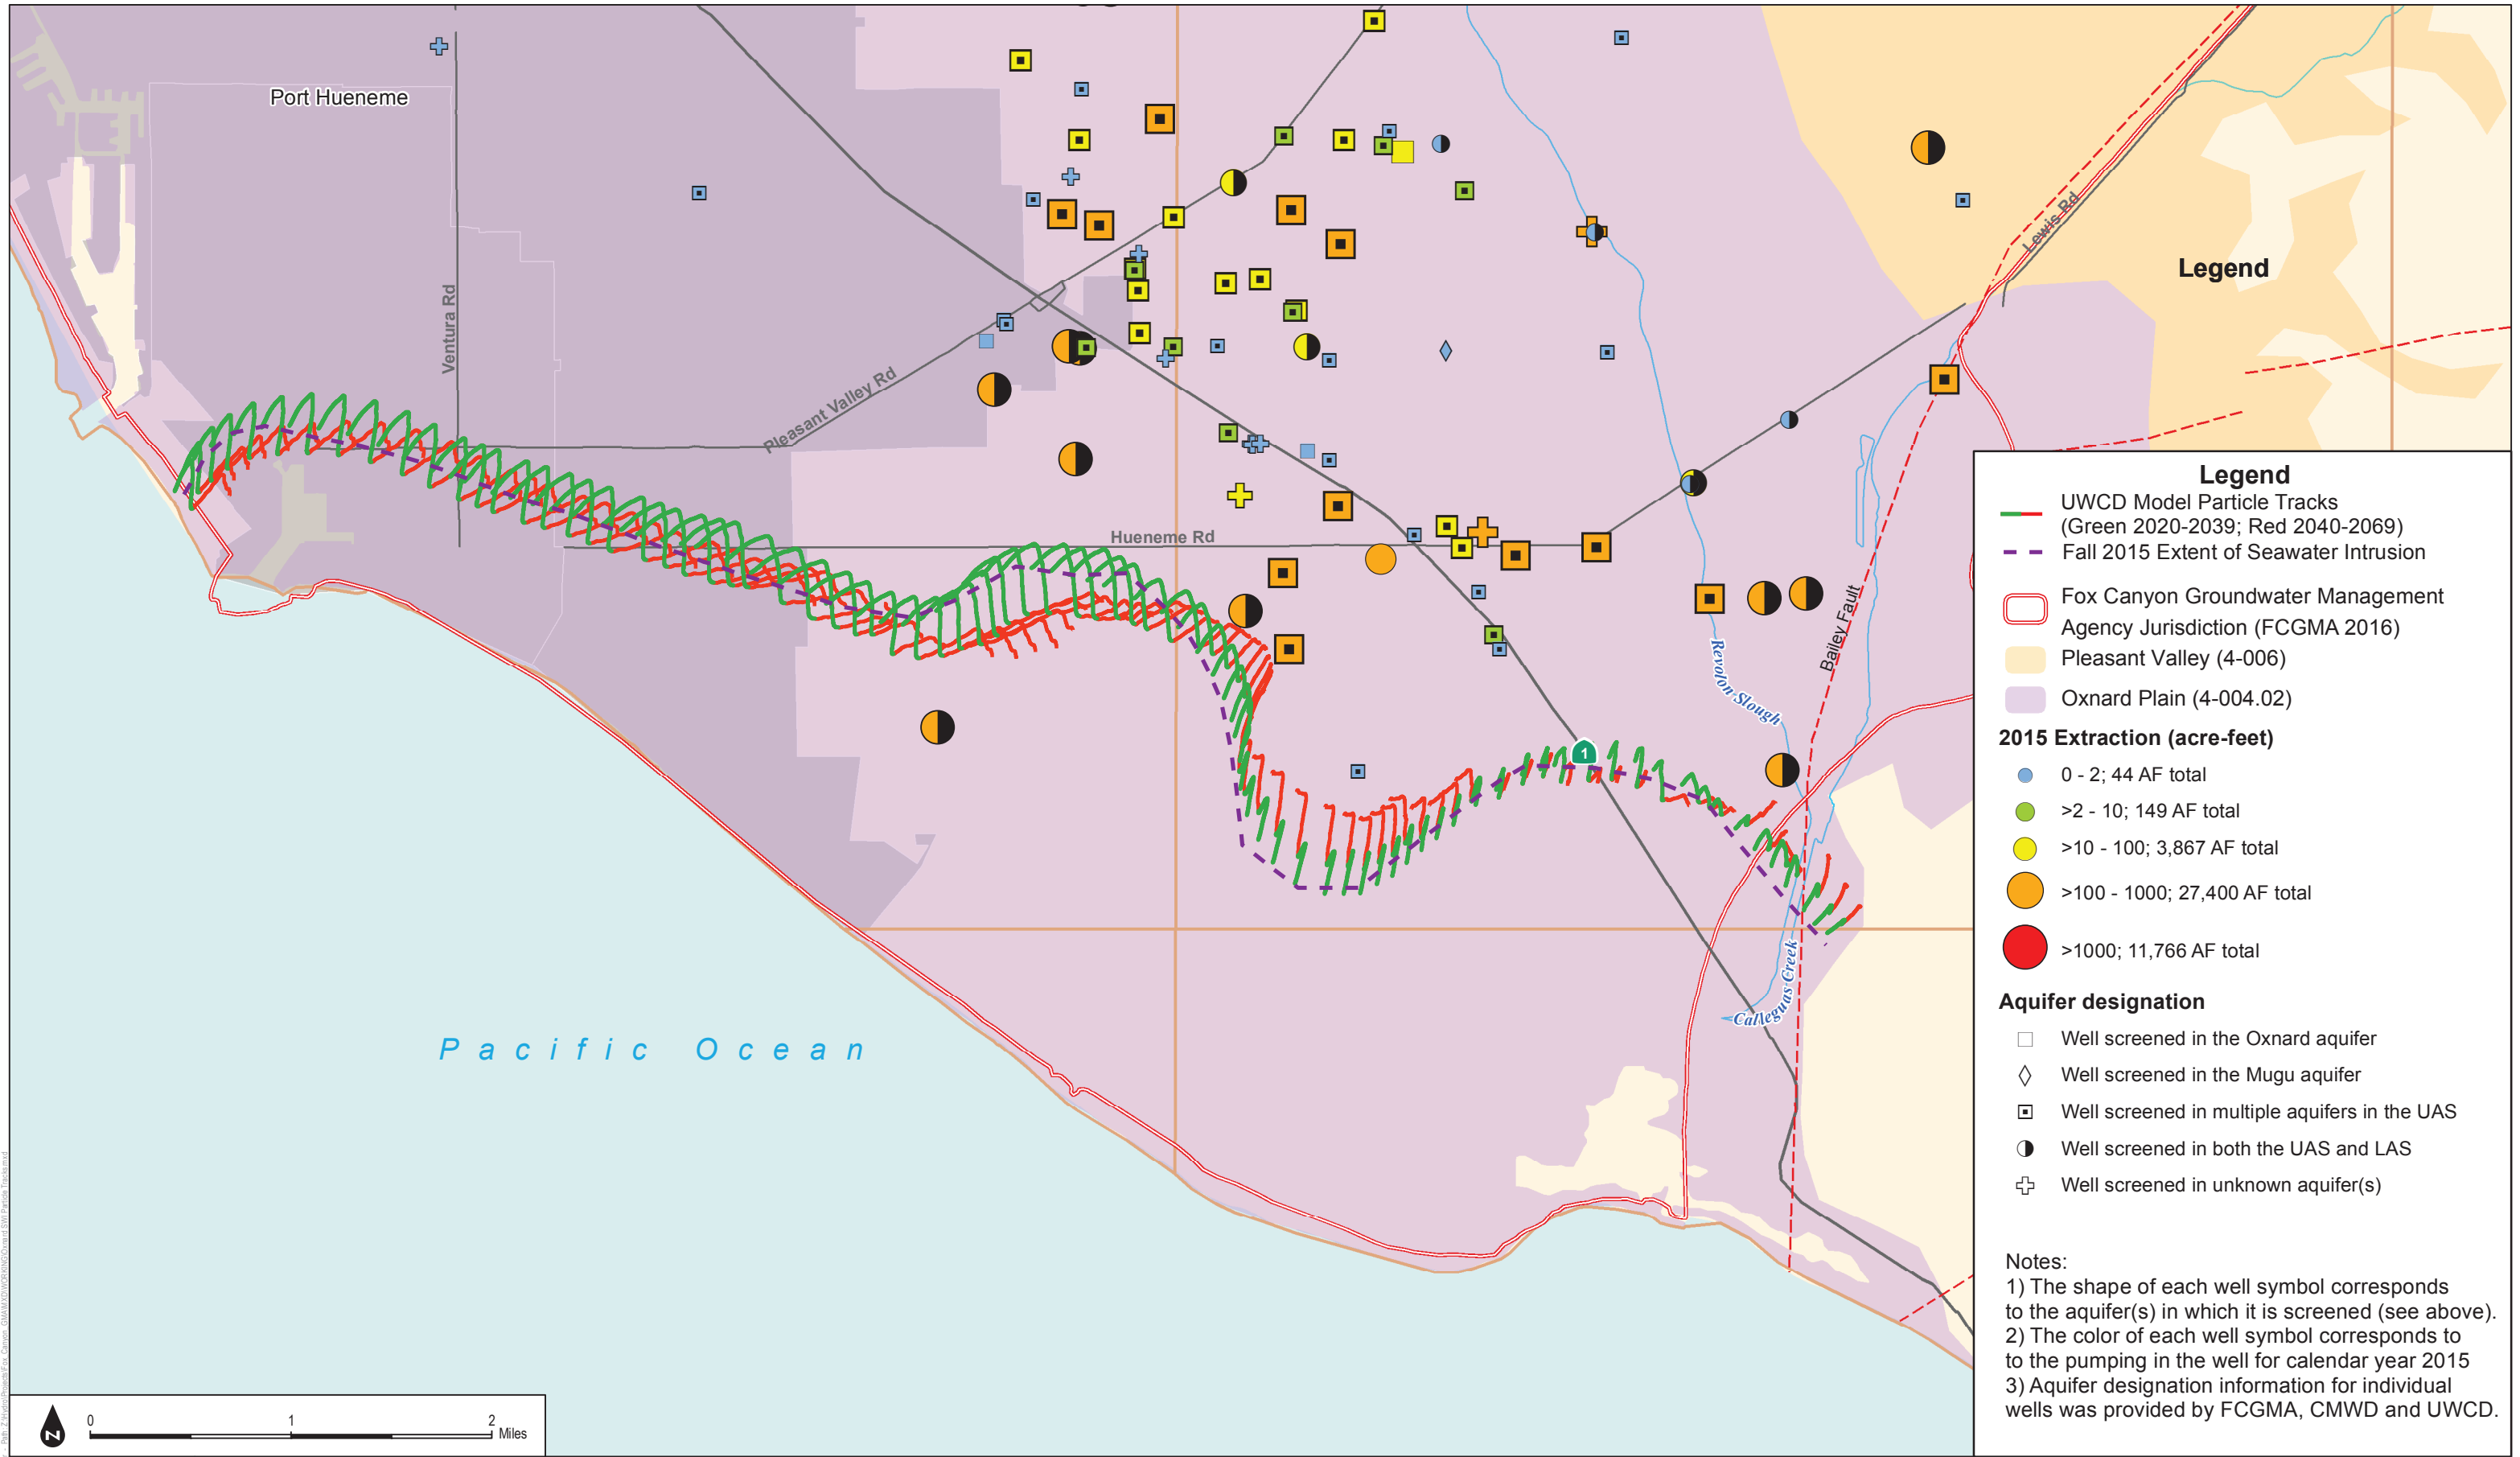 Port Hueneme
Ventura Rd
Pleasant Valley Rd
Hueneme Rd
Lewis Rd
Legend
Bailey Fault
Revolon Slough
1
Calleguas Creek
Pacific Ocean
N
0 1 2
Miles
Legend
UWCD Model Particle Tracks
(Green 2020-2039; Red 2040-2069)
Fall 2015 Extent of Seawater Intrusion
Fox Canyon Groundwater Management
Agency Jurisdiction (FCGMA 2016)
Pleasant Valley (4-006)
Oxnard Plain (4-004.02)
2015 Extraction (acre-feet)
0 - 2; 44 AF total
>2 - 10; 149 AF total
>10 - 100; 3,867 AF total
>100 - 1000; 27,400 AF total
>1000; 11,766 AF total
Aquifer designation
Well screened in the Oxnard aquifer
Well screened in the Mugu aquifer
Well screened in multiple aquifers in the UAS
Well screened in both the UAS and LAS
Well screened in unknown aquifer(s)
Notes:
1) The shape of each well symbol corresponds
to the aquifer(s) in which it is screened (see above).
2) The color of each well symbol corresponds to
to the pumping in the well for calendar year 2015
3) Aquifer designation information for individual
wells was provided by FCGMA, CMWD and UWCD.